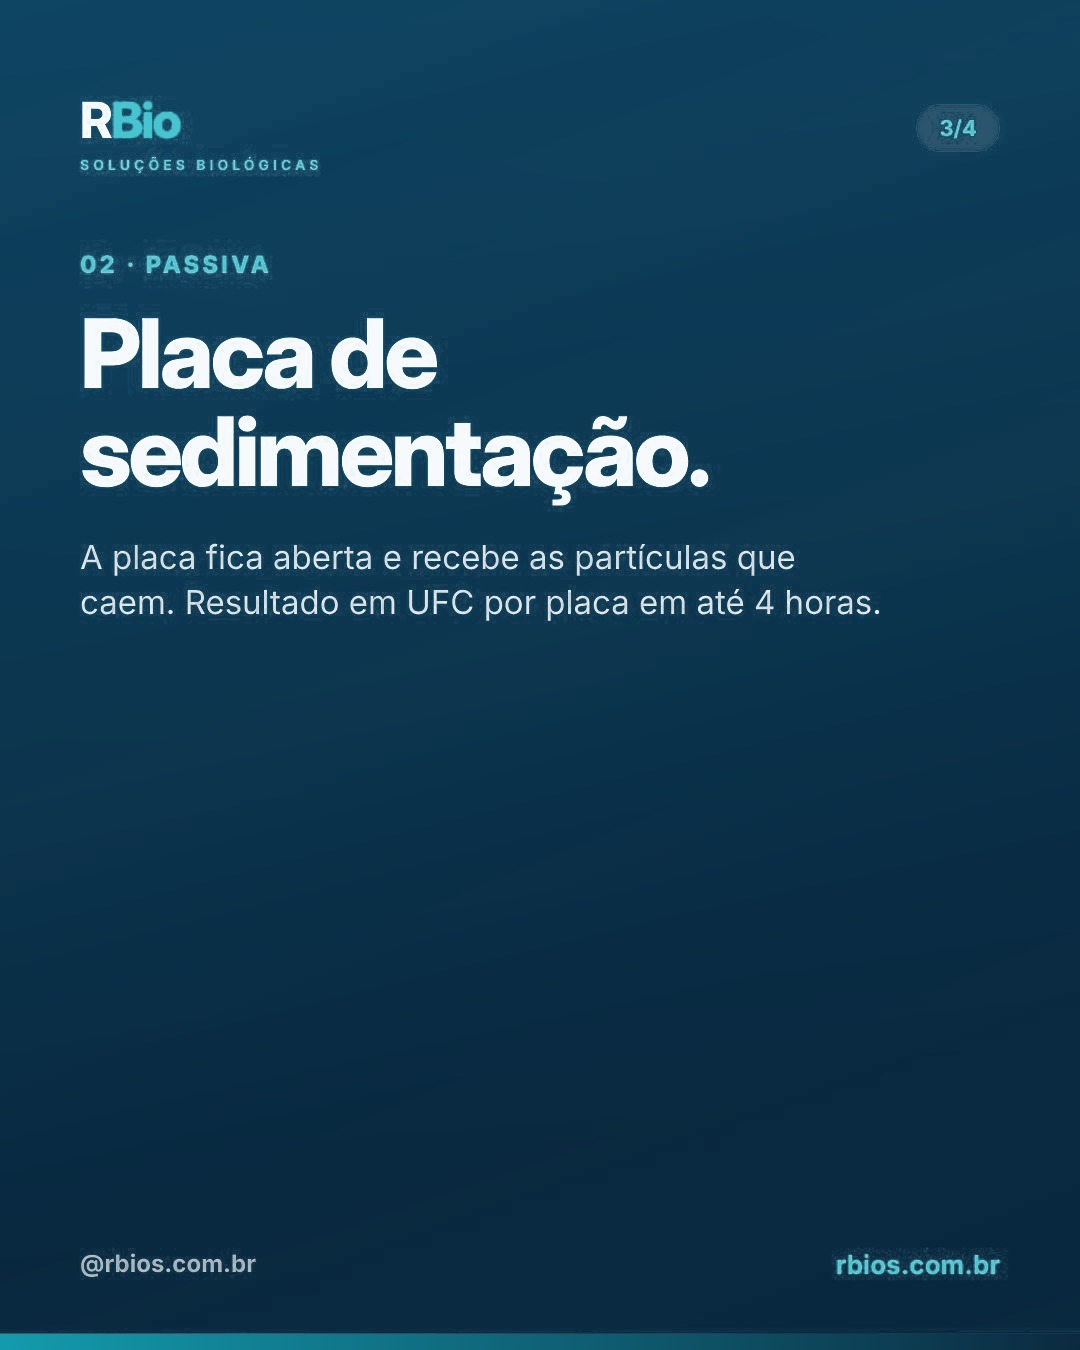 RBio
3/4
SOLUÇÕES BIOLÓGICAS
02 · PASSIVA
Placa de
sedimentação.
A placa fica aberta e recebe as partículas que
caem. Resultado em UFC por placa em até 4 horas.
@rbios.com.br
rbios.com.br